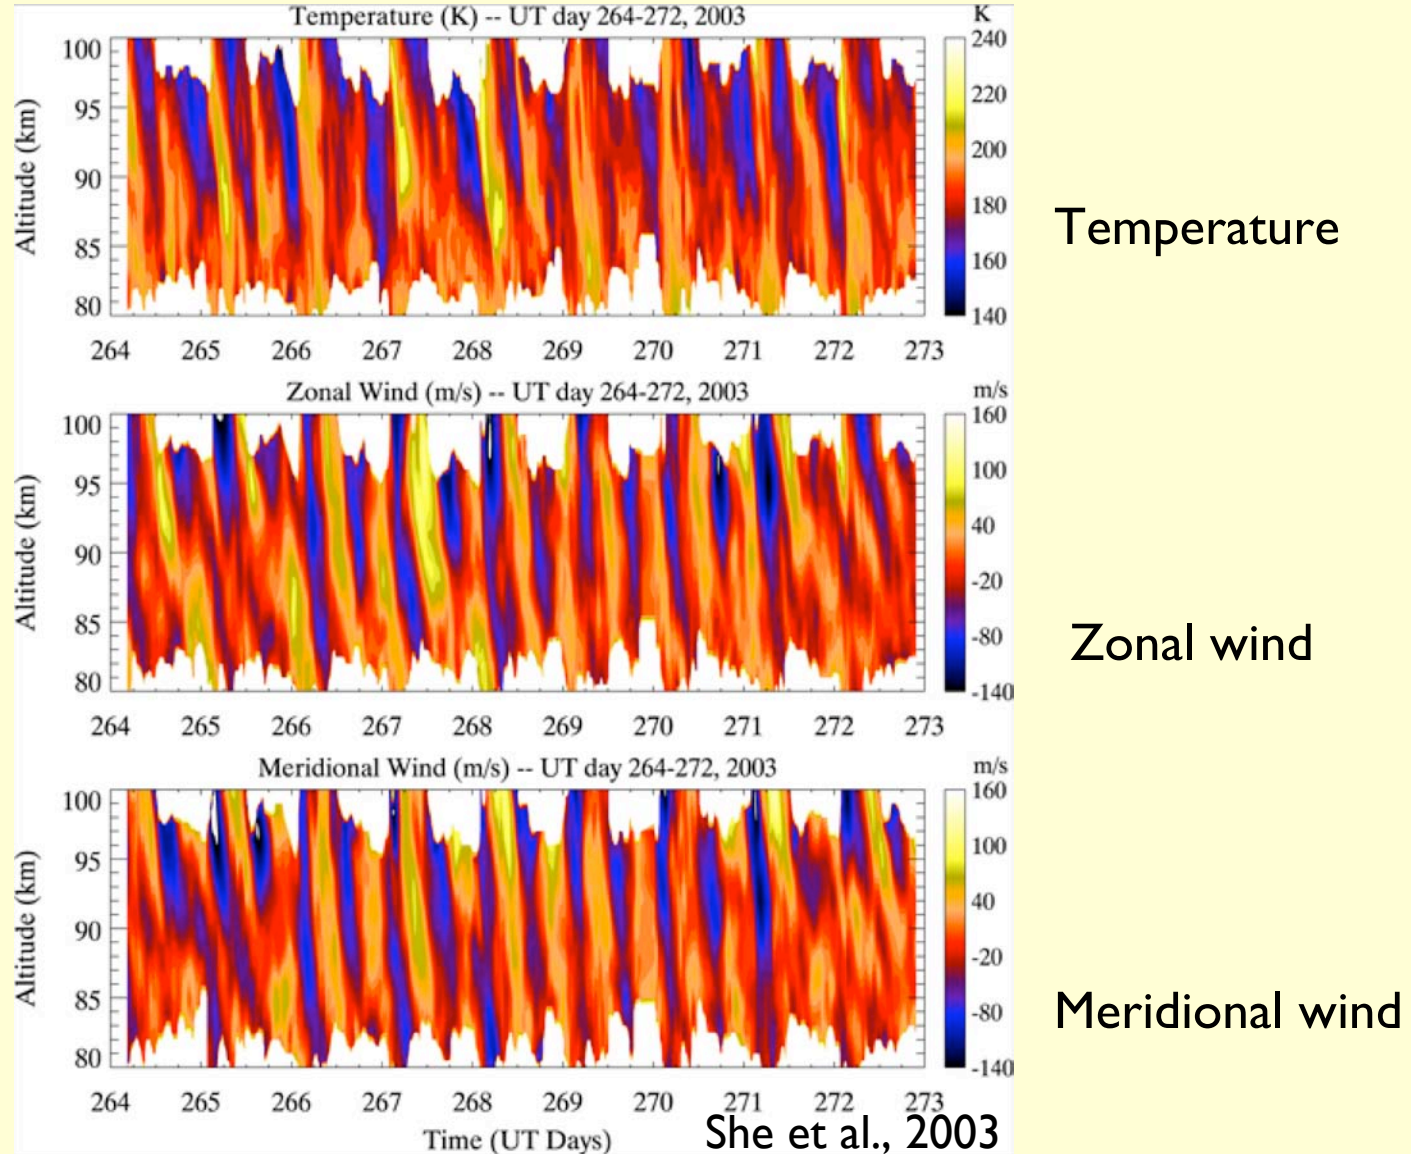 Temperature (K) -- UT day 264-272, 2003
K
Altitude (km)
100
95
90
85
80
240
220
200
180
160
140
264 265 266 267 268 269 270 271 272 273
Temperature
Zonal Wind (m/s) -- UT day 264-272, 2003
m/s
Altitude (km)
100
95
90
85
80
160
100
40
-20
-80
-140
264 265 266 267 268 269 270 271 272 273
Zonal wind
Meridional Wind (m/s) -- UT day 264-272, 2003
m/s
Altitude (km)
100
95
90
85
80
160
100
40
-20
-80
-140
264 265 266 267 268 269 270 271 272 273
Meridional wind
Time (UT Days)
She et al., 2003